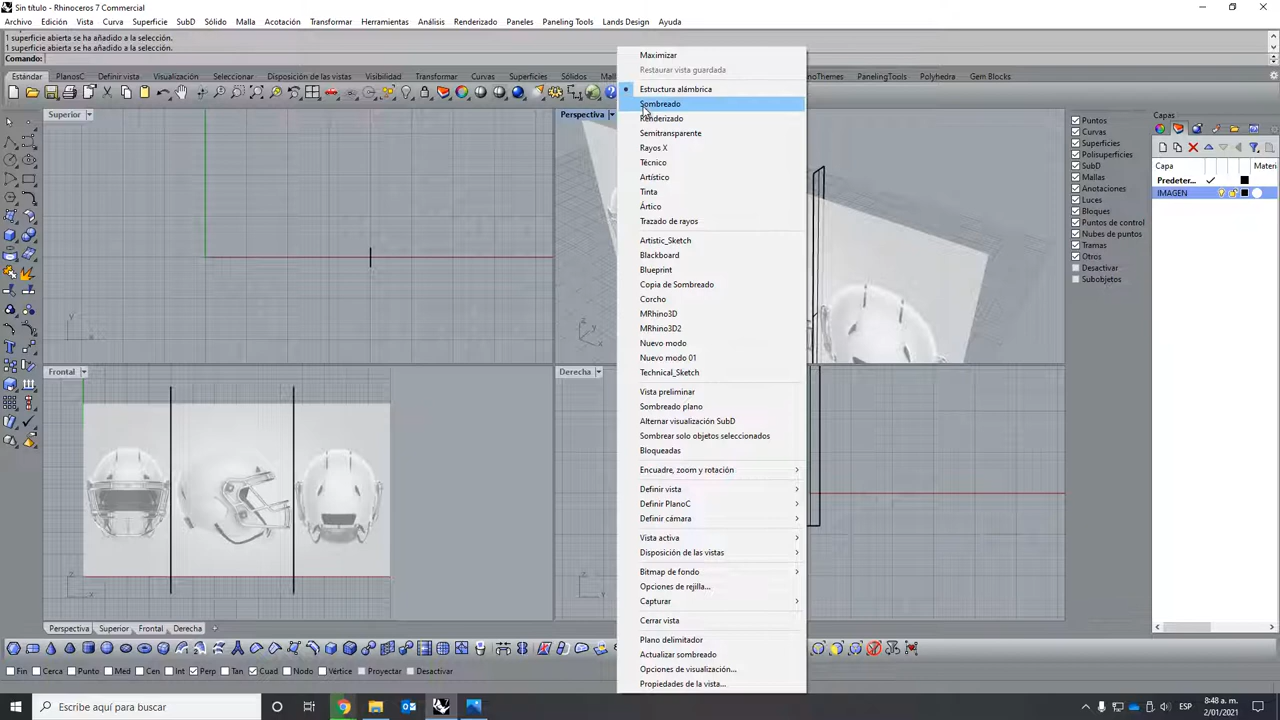 Sin título - Rhinoceros 7 Commercial
Archivo Edición Vista Curva Superficie SubD Sólido Malla Acotación Transformar Herramientas Análisis Renderizado Paneles Paneling Tools Lands Design Ayuda
1 superficie abierta se ha añadido a la selección.
1 superficie abierta se ha añadido a la selección.
Comando:
Estándar PlanosC Definir vista Visualización Seleccionar Disposición de las vistas Visibilidad Transformar Curvas Superficies Sólidos PanelingTools Polyhedra Gem Blocks
Superior
Perspectiva
Frontal
Derecha
Maximizar
Restaurar vista guardada
Estructura alámbrica
Sombreado
Renderizado
Semitransparente
Rayos X
Técnico
Artístico
Tinta
Ártico
Trazado de rayos
Artistic_Sketch
Blackboard
Blueprint
Copia de Sombreado
Corcho
MRhino3D
MRhino3D2
Nuevo modo
Nuevo modo 01
Technical_Sketch
Vista preliminar
Sombreado plano
Alternar visualización SubD
Sombrear solo objetos seleccionados
Bloqueadas
Encuadre, zoom y rotación
Definir vista
Definir PlanoC
Definir cámara
Vista activa
Disposición de las vistas
Bitmap de fondo
Opciones de rejilla...
Capturar
Cerrar vista
Plano delimitador
Actualizar sombreado
Opciones de visualización...
Propiedades de la vista...
Puntos
Curvas
Superficies
Polisuperficies
SubD
Mallas
Anotaciones
Luces
Bloques
Puntos de control
Nubes de puntos
Tramas
Otros
Desactivar
Subobjetos
Capas
Capa Materi
Predeter...
IMAGEN
Perspectiva Superior Frontal Derecha
Fin Cerca Punto Med Cen Int Perp Tan Cuad Nodo Vértice Proyectar Desactivar
Escribe aquí para buscar
ESP
8:48 a. m.
2/01/2021